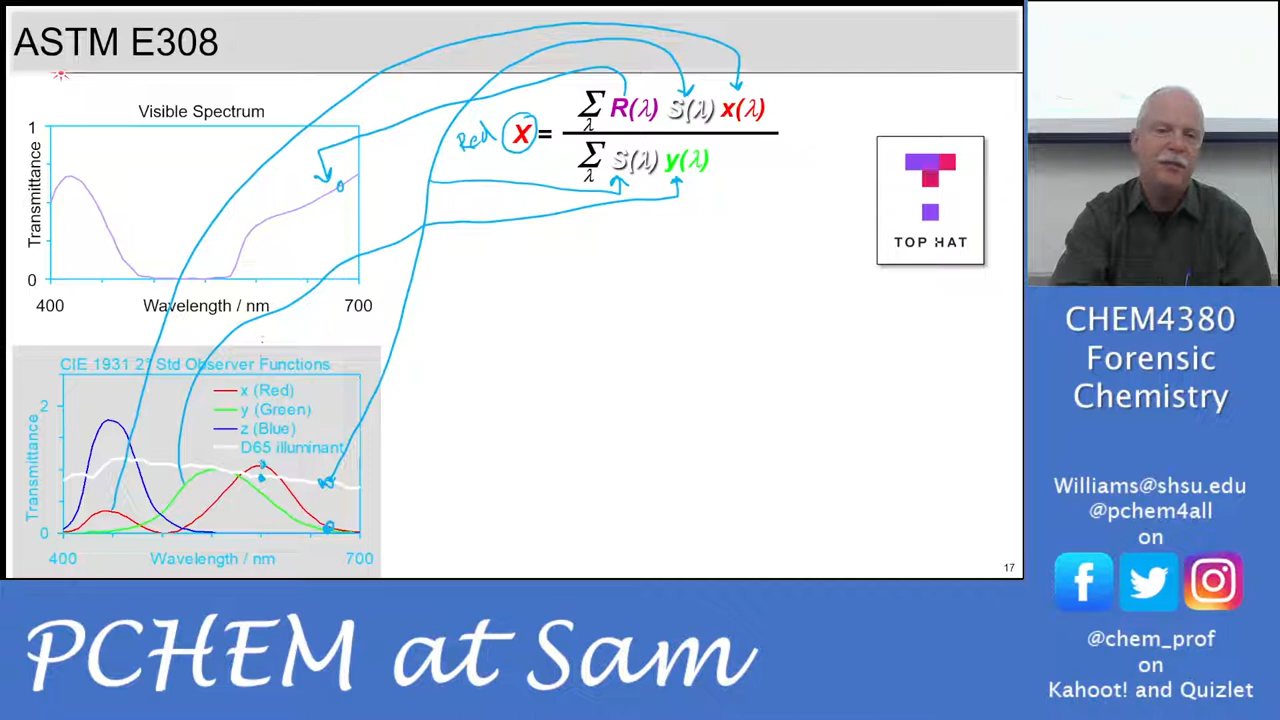 ASTM E308
Visible Spectrum
1
Transmittance
0
400
Wavelength / nm
700
Red X = Σλ R(λ) S(λ) x(λ)
Σλ S(λ) y(λ)
TOP HAT
CIE 1931 2° Std Observer Functions
x (Red)
y (Green)
z (Blue)
D65 illuminant
2
Transmittance
0
400
Wavelength / nm
700
17
CHEM4380
Forensic
Chemistry
Williams@shsu.edu
@pchem4all
on
@chem_prof
on
Kahoot! and Quizlet
PCHEM at Sam